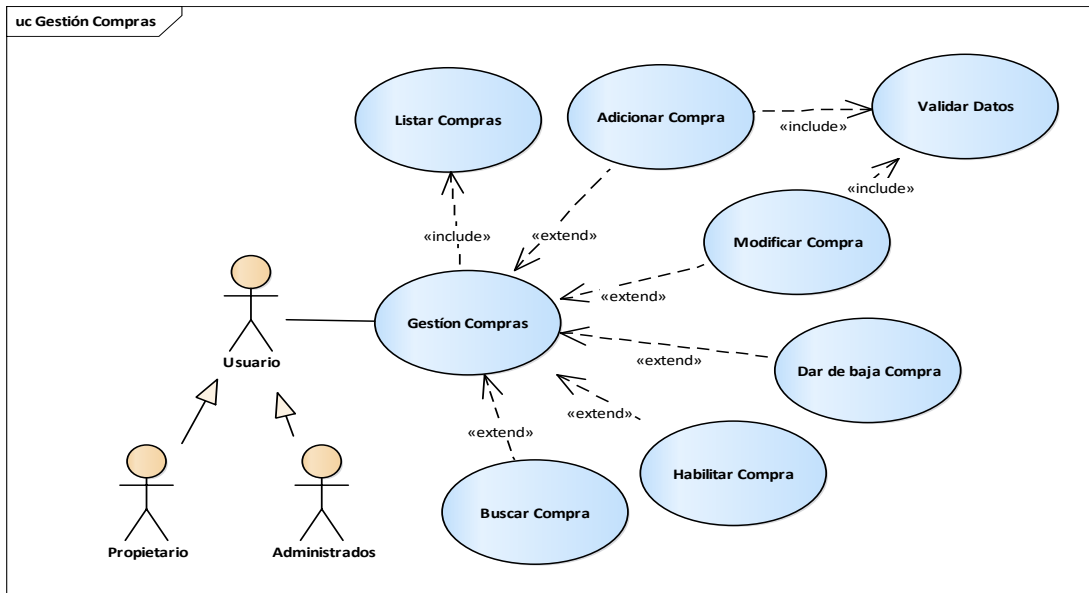 uc Gestión Compras
Listar Compras
Adicionar Compra
Validar Datos
«include»
«include»
«include»
«extend»
Modificar Compra
«extend»
Gestíon Compras
Usuario
«extend»
Dar de baja Compra
«extend»
«extend»
Habilitar Compra
Buscar Compra
Propietario
Administrados